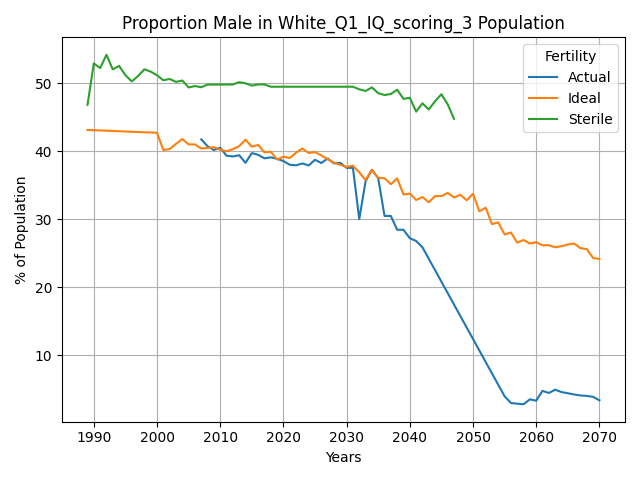 Proportion Male in White_Q1_IQ_scoring_3 Population
Fertility
Actual
Ideal
Sterile
% of Population
50
40
30
20
10
1990 2000 2010 2020 2030 2040 2050 2060 2070
Years